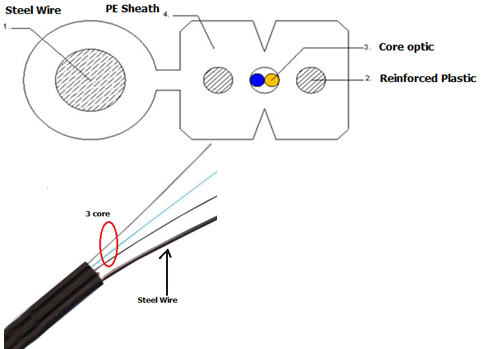 Steel Wire
PE Sheath
1.
4.
3.
Core optic
2.
Reinforced Plastic
3 core
Steel Wire